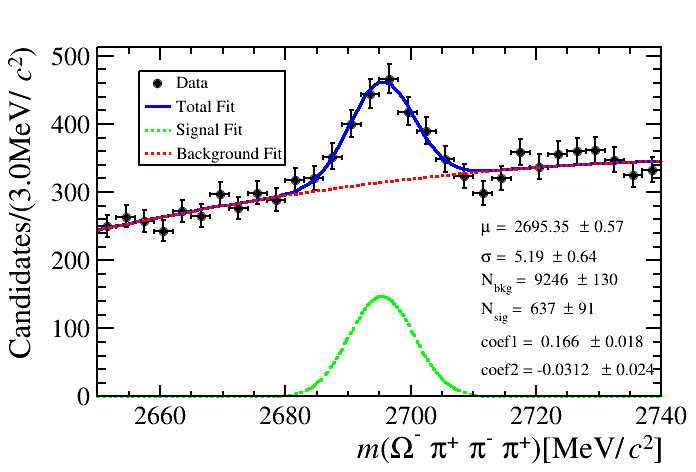 500
400
300
200
100
0
Candidates/(3.0MeV/ c²)
Data
Total Fit
Signal Fit
Background Fit
μ = 2695.35 ± 0.57
σ = 5.19 ± 0.64
N_bkg = 9246 ± 130
N_sig = 637 ± 91
coef1 = 0.166 ± 0.018
coef2 = -0.0312 ± 0.024
2660 2680 2700 2720 2740
m(Ω⁻ π⁺ π⁻ π⁺)[MeV/c²]